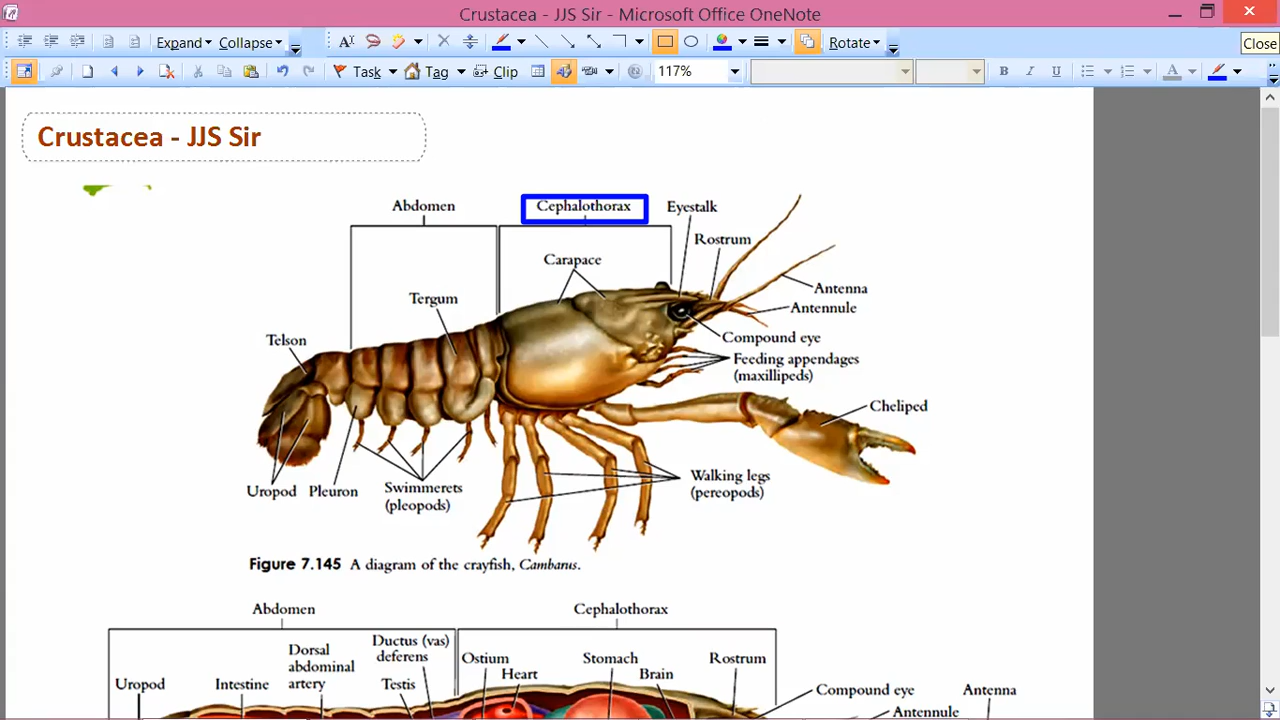 Crustacea - JJS Sir - Microsoft Office OneNote
Expand Collapse Rotate Close
Task Tag Clip 117% B I U A
Crustacea - JJS Sir
Abdomen Cephalothorax Eyestalk
Rostrum
Carapace
Antenna
Tergum
Antennule
Telson
Compound eye
Feeding appendages
(maxillipeds)
Cheliped
Walking legs
(pereopods)
Uropod Pleuron Swimmerets
(pleopods)
Figure 7.145 A diagram of the crayfish, Cambarus.
Abdomen Cephalothorax
Ductus (vas)
deferens
Dorsal
abdominal
artery
Ostium Stomach Rostrum
Heart Brain
Uropod Intestine Testis
Compound eye Antenna
Antennule